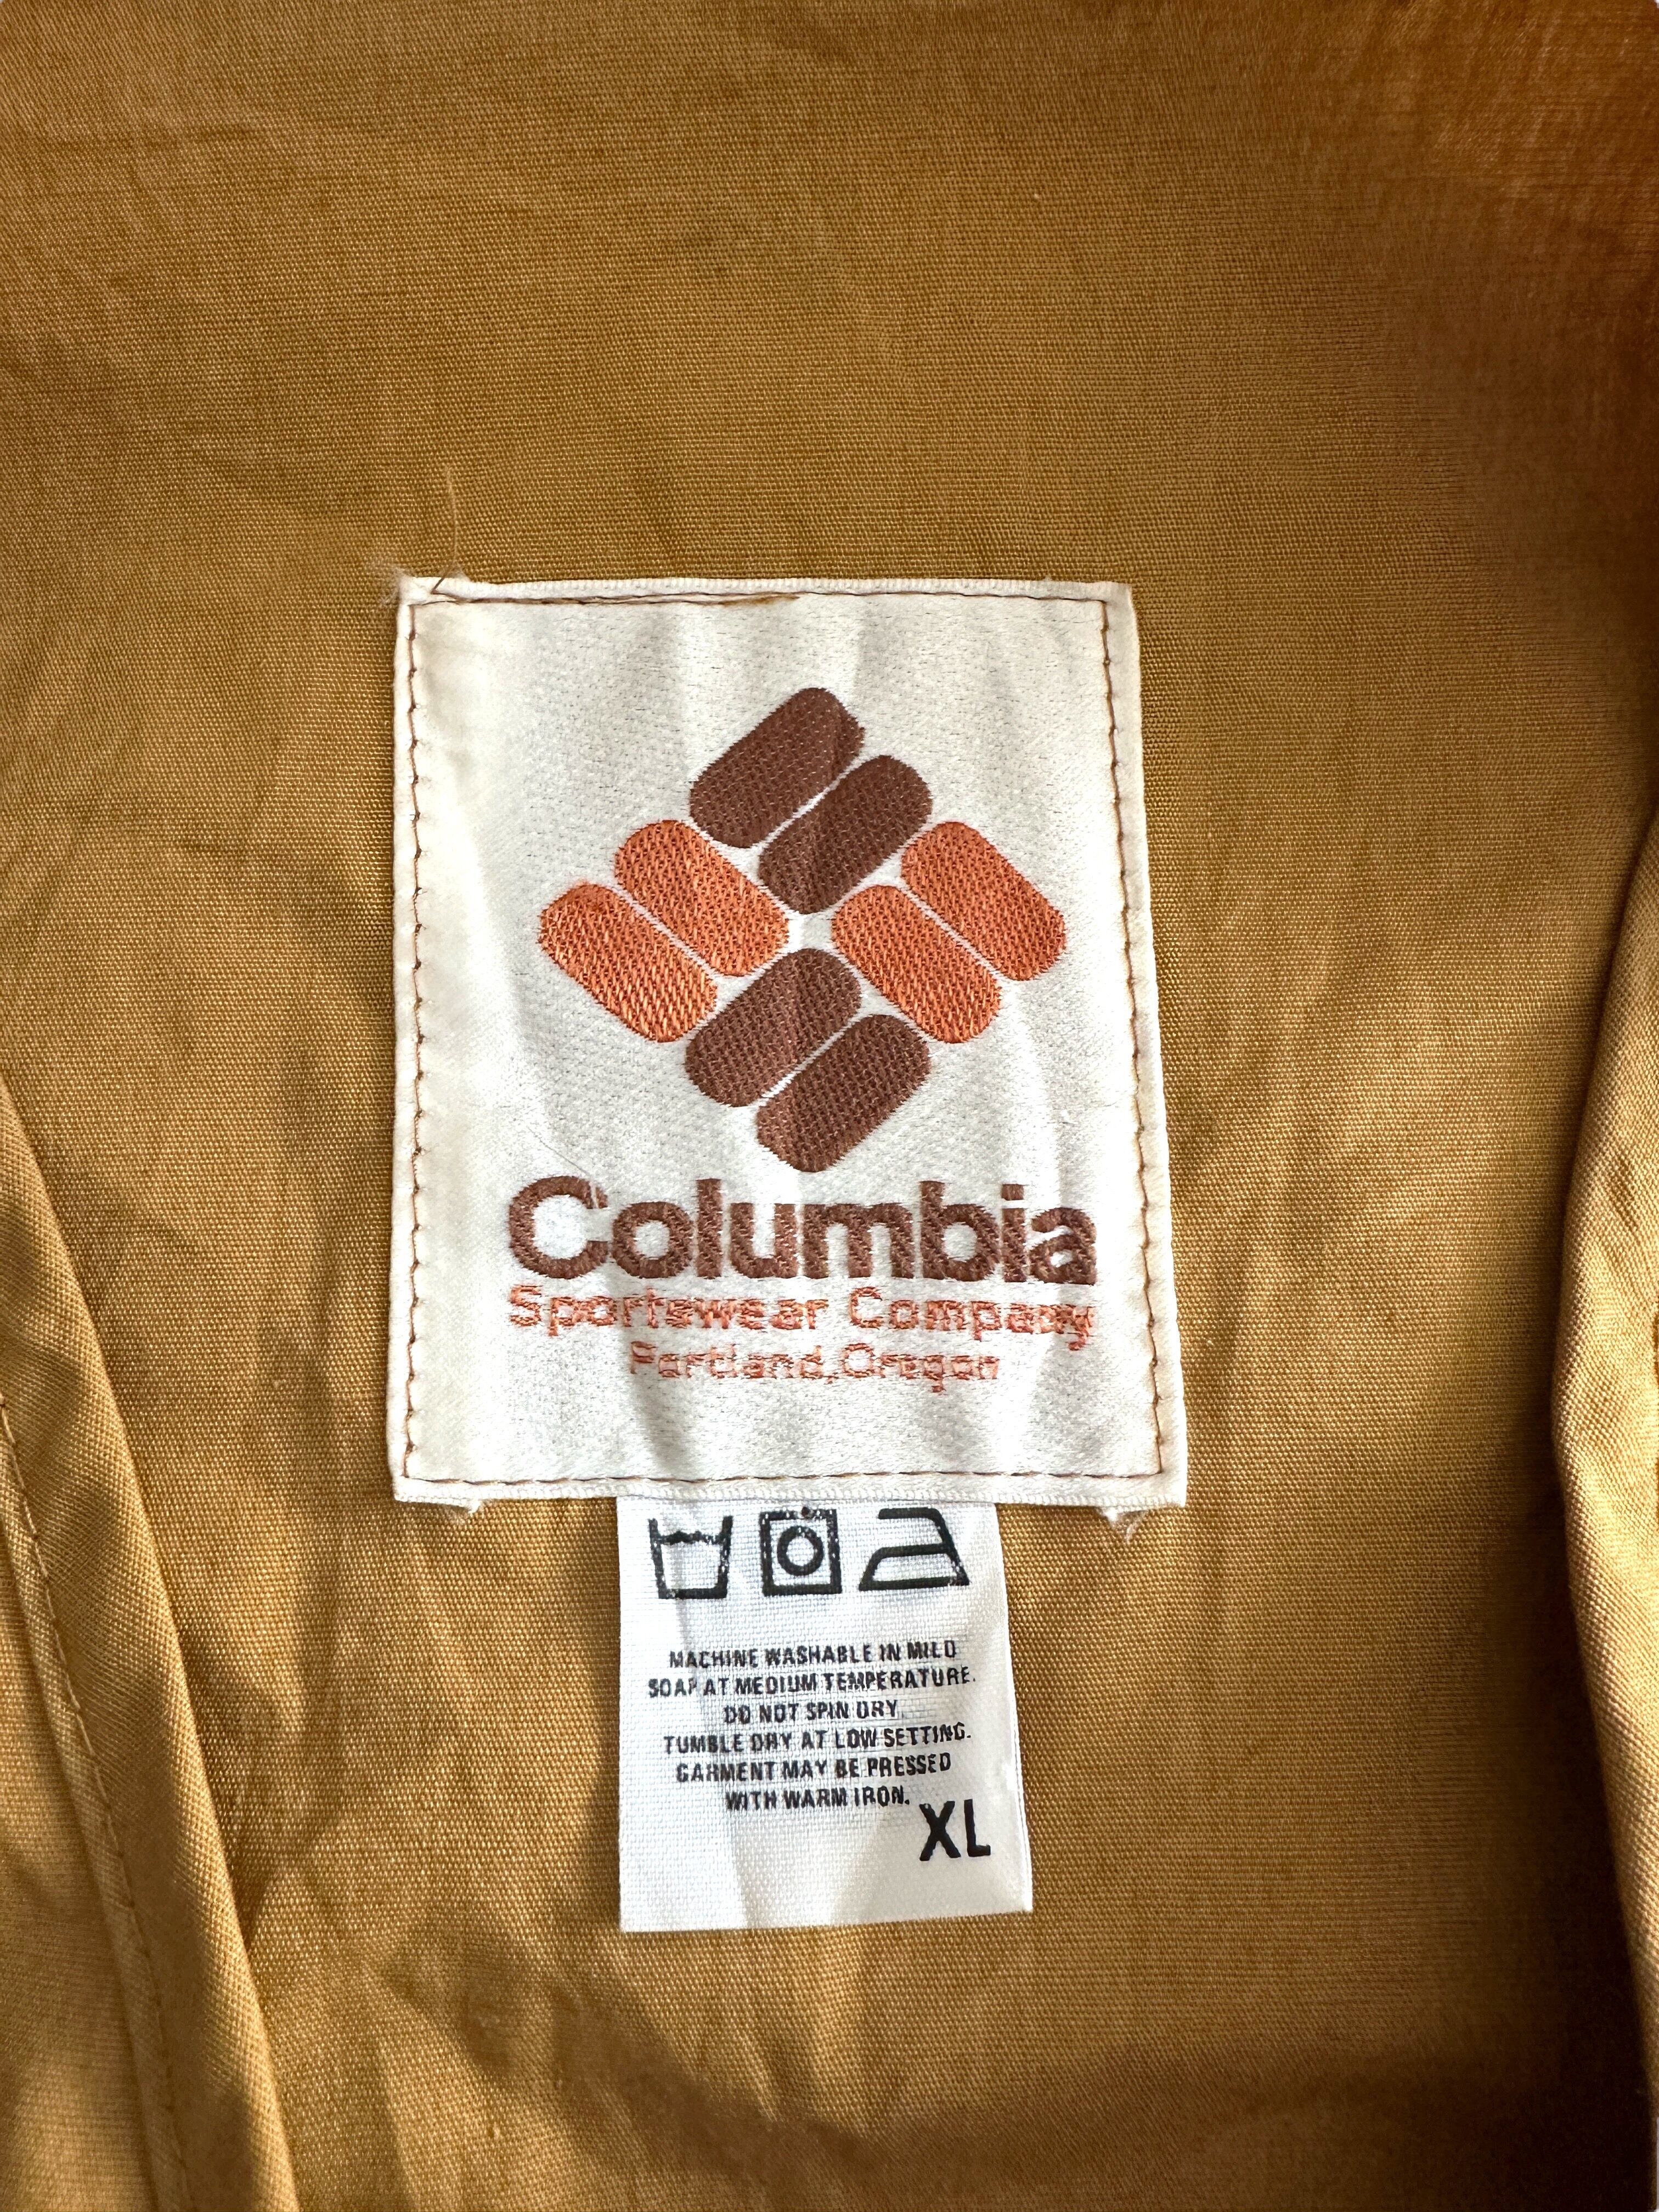 Columbia
Sportswear Company
Portland, Oregon
MACHINE WASHABLE IN MILD
SOAP AT MEDIUM TEMPERATURE.
DO NOT SPIN DRY.
TUMBLE DRY AT LOW SETTING.
GARMENT MAY BE PRESSED
WITH WARM IRON.
XL